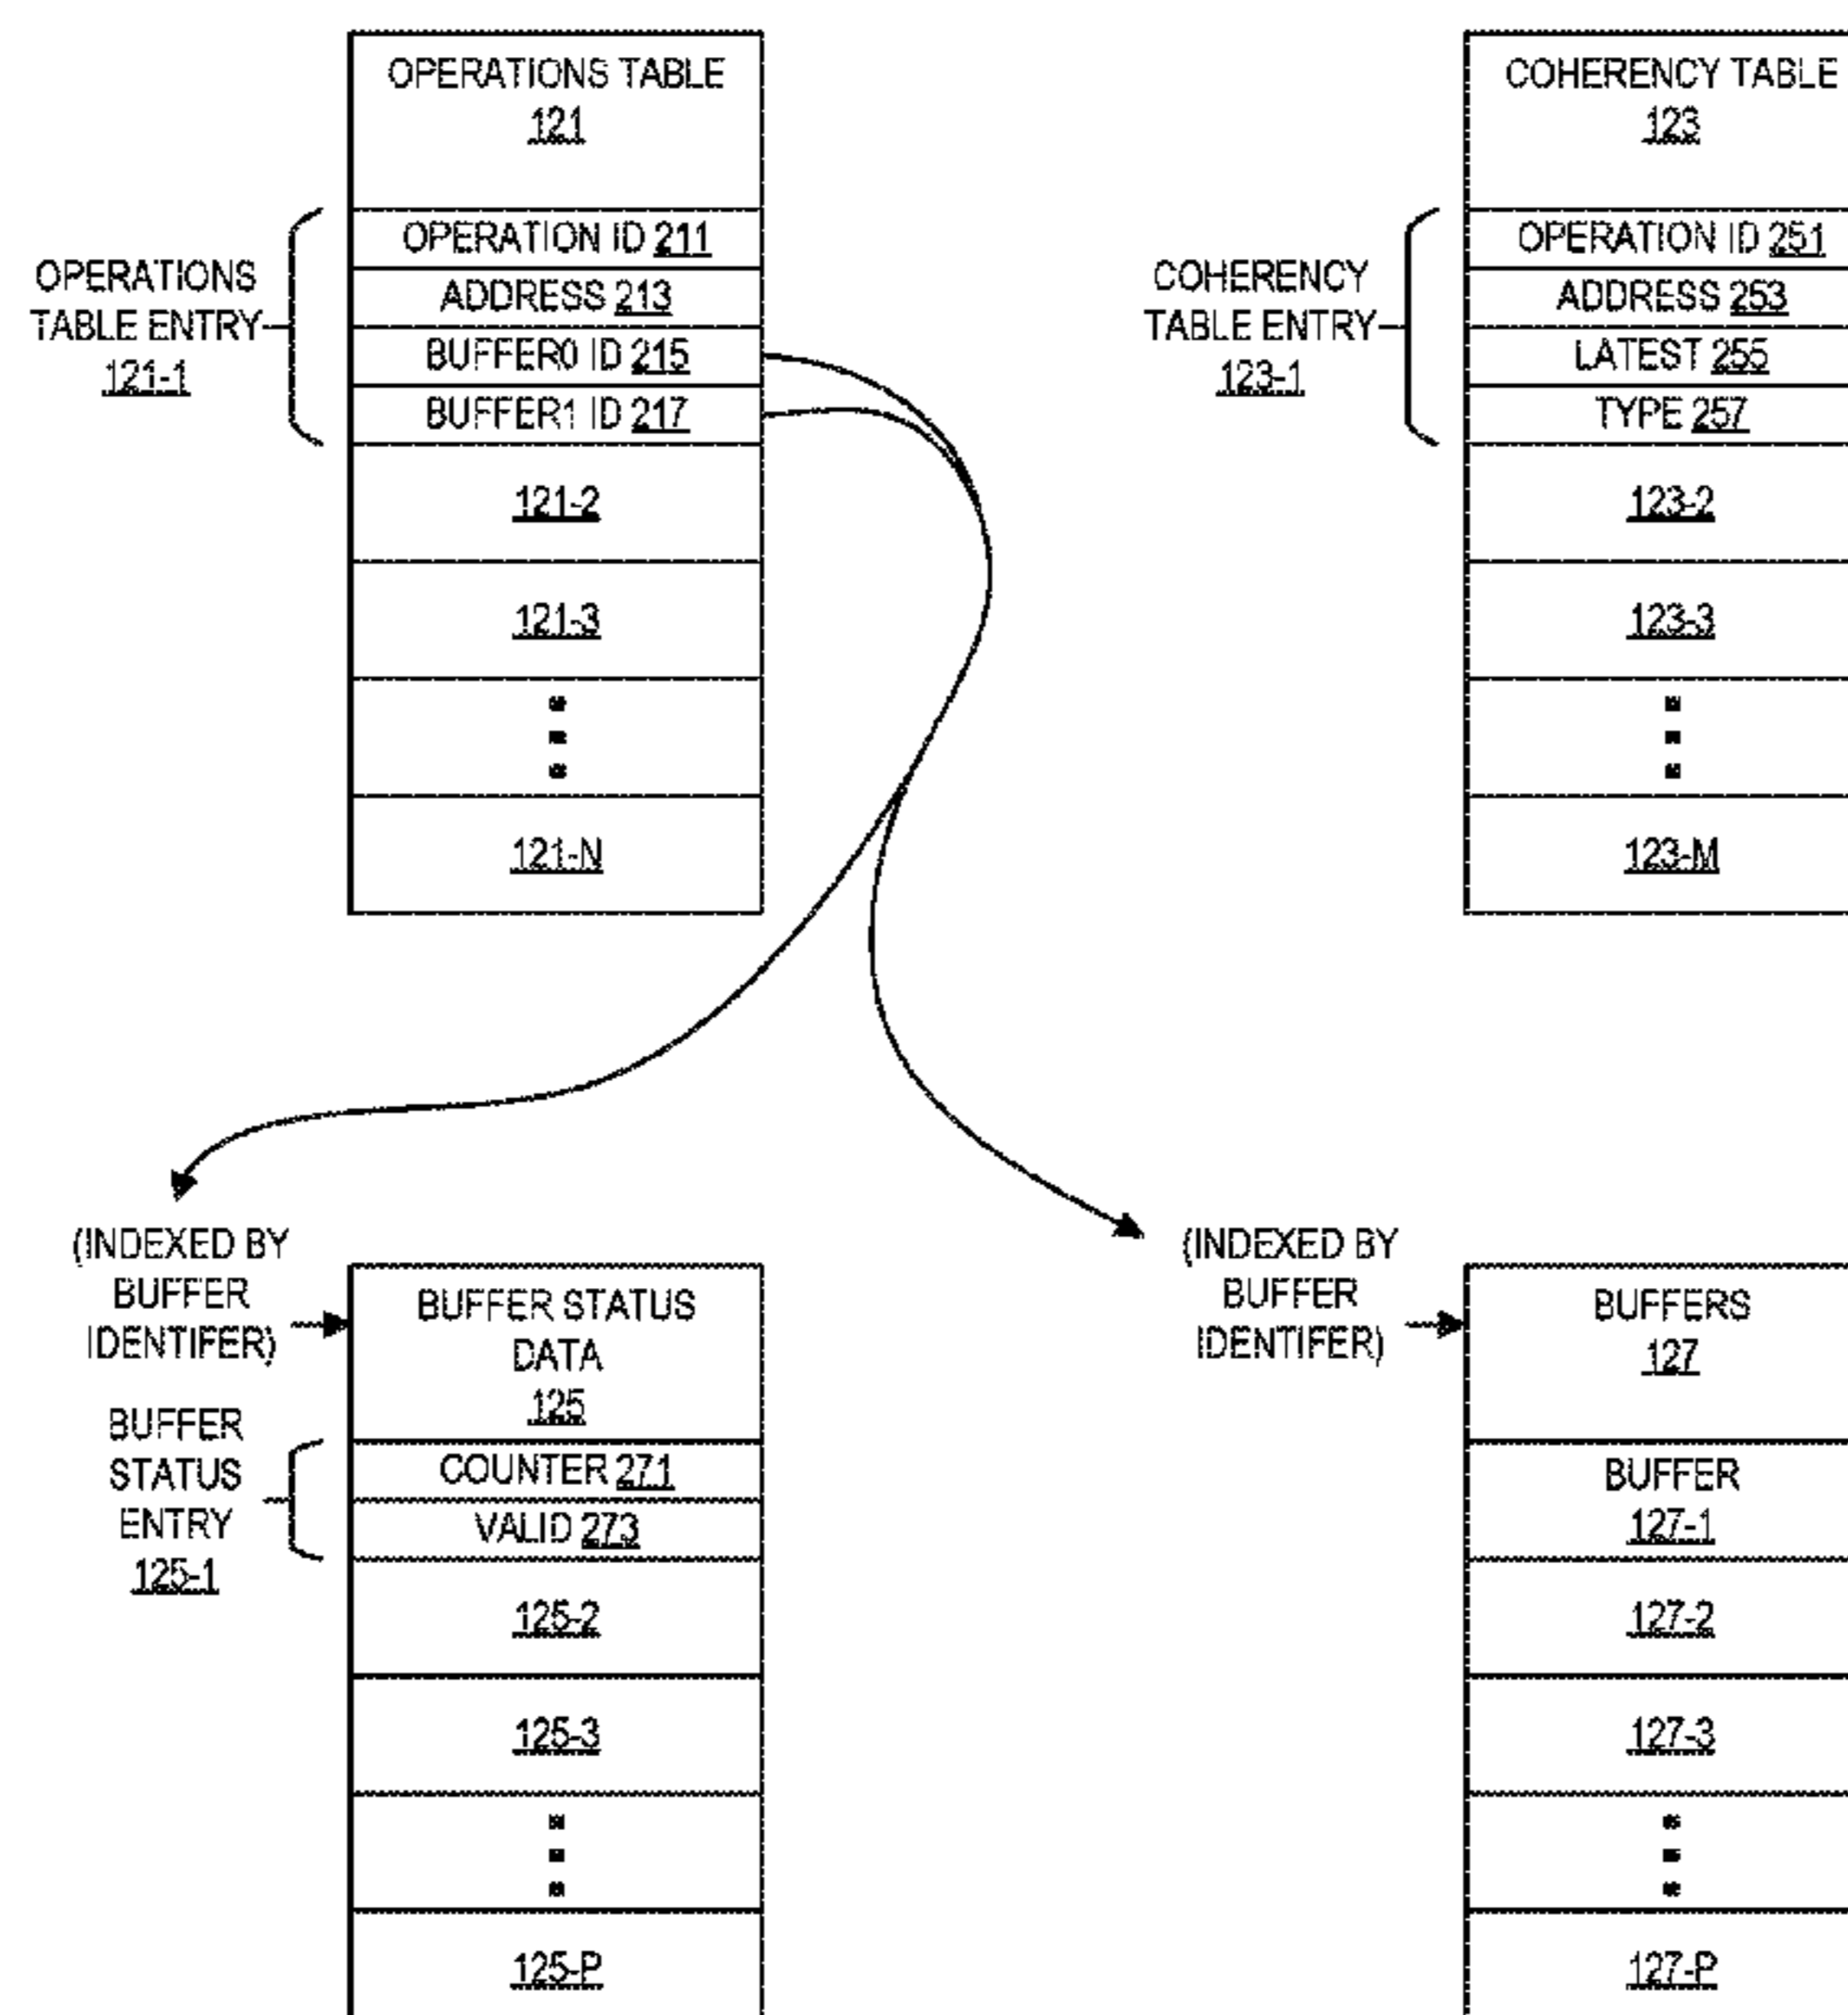 OPERATIONS TABLE
121
OPERATIONS
TABLE ENTRY
121-1
OPERATION ID 211
ADDRESS 213
BUFFER0 ID 215
BUFFER1 ID 217
121-2
121-3
121-N
COHERENCY TABLE
123
COHERENCY
TABLE ENTRY
123-1
OPERATION ID 251
ADDRESS 253
LATEST 255
TYPE 257
123-2
123-3
123-M
(INDEXED BY
BUFFER
IDENTIFER)
BUFFER STATUS
DATA
125
BUFFER
STATUS
ENTRY
125-1
COUNTER 271
VALID 273
125-2
125-3
125-P
(INDEXED BY
BUFFER
IDENTIFER)
BUFFERS
127
BUFFER
127-1
127-2
127-3
127-P